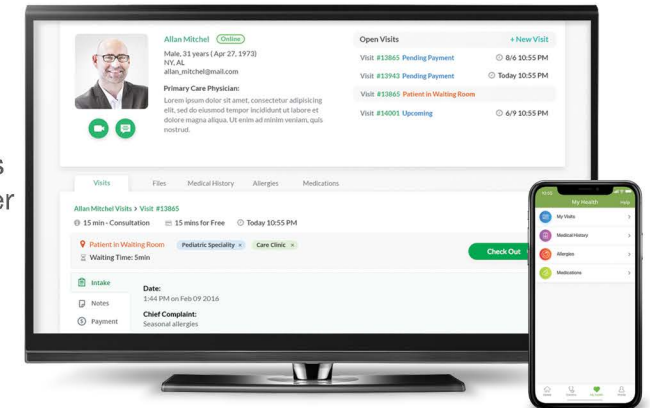 s
er
Allan Mitchel Online
Male, 31 years ( Apr 27, 1973)
NY, AL
allan_mitchel@mail.com
Primary Care Physician:
Lorem ipsum dolor sit amet, consectetur adipisicing
elit, sed do eiusmod tempor incididunt ut labore et
dolore magna aliqua. Ut enim ad minim veniam, quis
nostrud.
Open Visits + New Visit
Visit #13865 Pending Payment 8/6 10:55 PM
Visit #13943 Pending Payment Today 10:55 PM
Visit #13865 Patient in Waiting Room
Visit #14001 Upcoming 6/9 10:55 PM
Visits Files Medical History Allergies Medications
Allan Mitchel Visits > Visit #13865
15 min - Consultation 15 mins for Free Today 10:55 PM
Patient in Waiting Room Pediatric Speciality × Care Clinic ×
Waiting Time: 5min
Check Out
Intake
Notes
Payment
Date:
1:44 PM on Feb 09 2016
Chief Complaint:
Seasonal allergies
My Health
My Visits
Medical History
Allergies
Medications